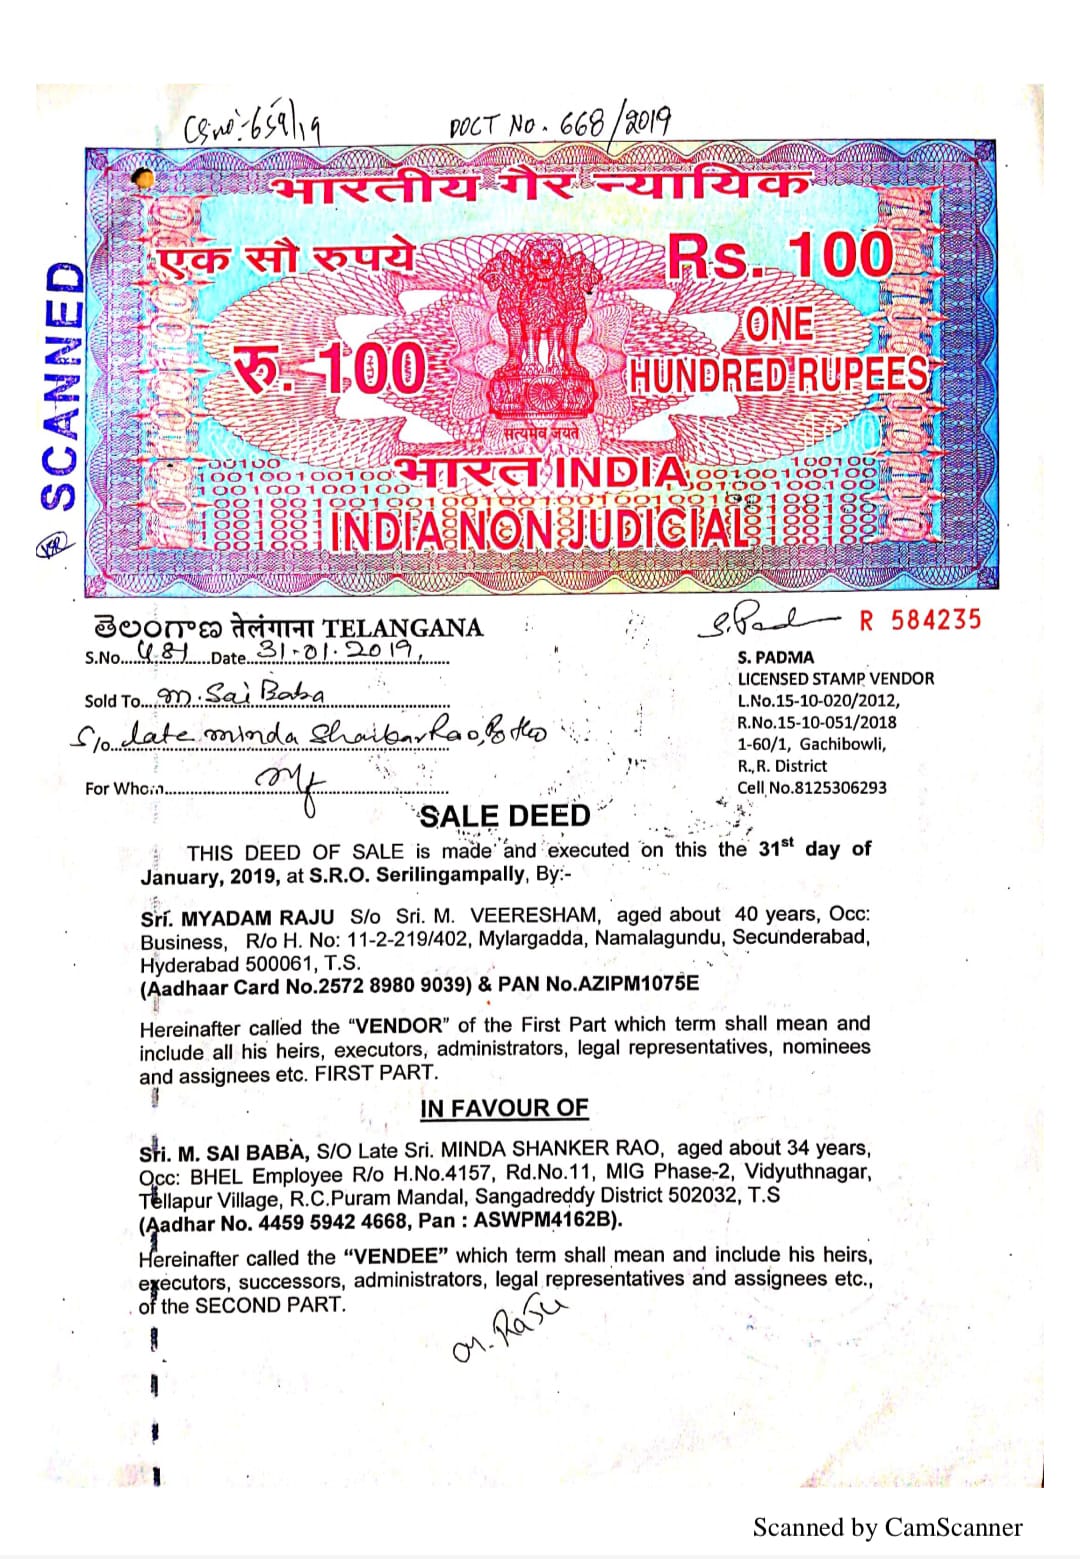 CS no:-659/19 DOCT NO. 668/2019
SCANNED
भारतीय गैर न्यायिक
एक सौ रुपये Rs. 100
रु. 100 ONE
HUNDRED RUPEES
सत्यमेव जयते
भारत INDIA
INDIA NON JUDICIAL
తెలంగాణ तेलंगाना TELANGANA
R 584235
S.No....481......Date...31-01-2019,
Sold To...M. Sai Baba
S/o...late minda Shankar Rao, R/o
For Whom
S. PADMA
LICENSED STAMP VENDOR
L.No.15-10-020/2012,
R.No.15-10-051/2018
1-60/1, Gachibowli,
R.,R. District
Cell,No.8125306293
SALE DEED
THIS DEED OF SALE is made and executed on this the 31st day of
January, 2019, at S.R.O. Serilingampally, By:-
Sri. MYADAM RAJU S/o Sri. M. VEERESHAM, aged about 40 years, Occ:
Business, R/o H. No: 11-2-219/402, Mylargadda, Namalagundu, Secunderabad,
Hyderabad 500061, T.S.
(Aadhaar Card No.2572 8980 9039) & PAN No.AZIPM1075E
Hereinafter called the “VENDOR” of the First Part which term shall mean and
include all his heirs, executors, administrators, legal representatives, nominees
and assignees etc. FIRST PART.
IN FAVOUR OF
Sri. M. SAI BABA, S/O Late Sri. MINDA SHANKER RAO, aged about 34 years,
Occ: BHEL Employee R/o H.No.4157, Rd.No.11, MIG Phase-2, Vidyuthnagar,
Tellapur Village, R.C.Puram Mandal, Sangadreddy District 502032, T.S
(Aadhar No. 4459 5942 4668, Pan : ASWPM4162B).
Hereinafter called the “VENDEE” which term shall mean and include his heirs,
executors, successors, administrators, legal representatives and assignees etc.,
of the SECOND PART.
M. Raju
Scanned by CamScanner